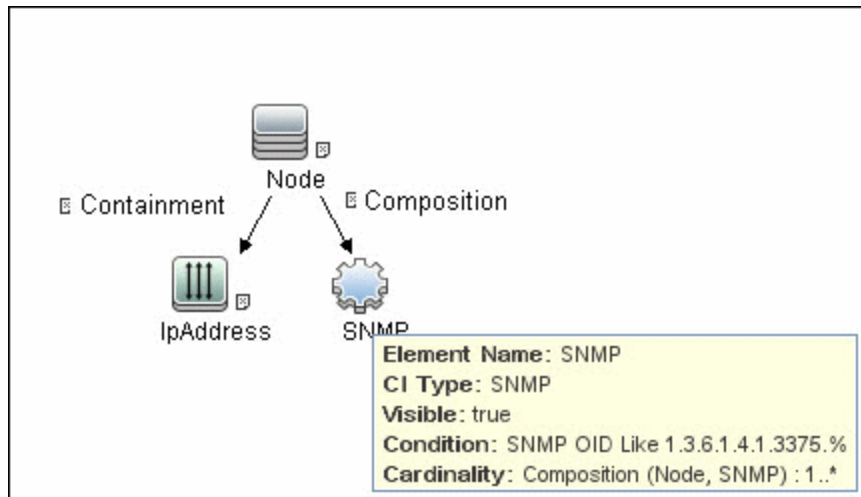 Node
Containment
Composition
IpAddress
SNMP
Element Name: SNMP
CI Type: SNMP
Visible: true
Condition: SNMP OID Like 1.3.6.1.4.1.3375.%
Cardinality: Composition (Node, SNMP) : 1..*